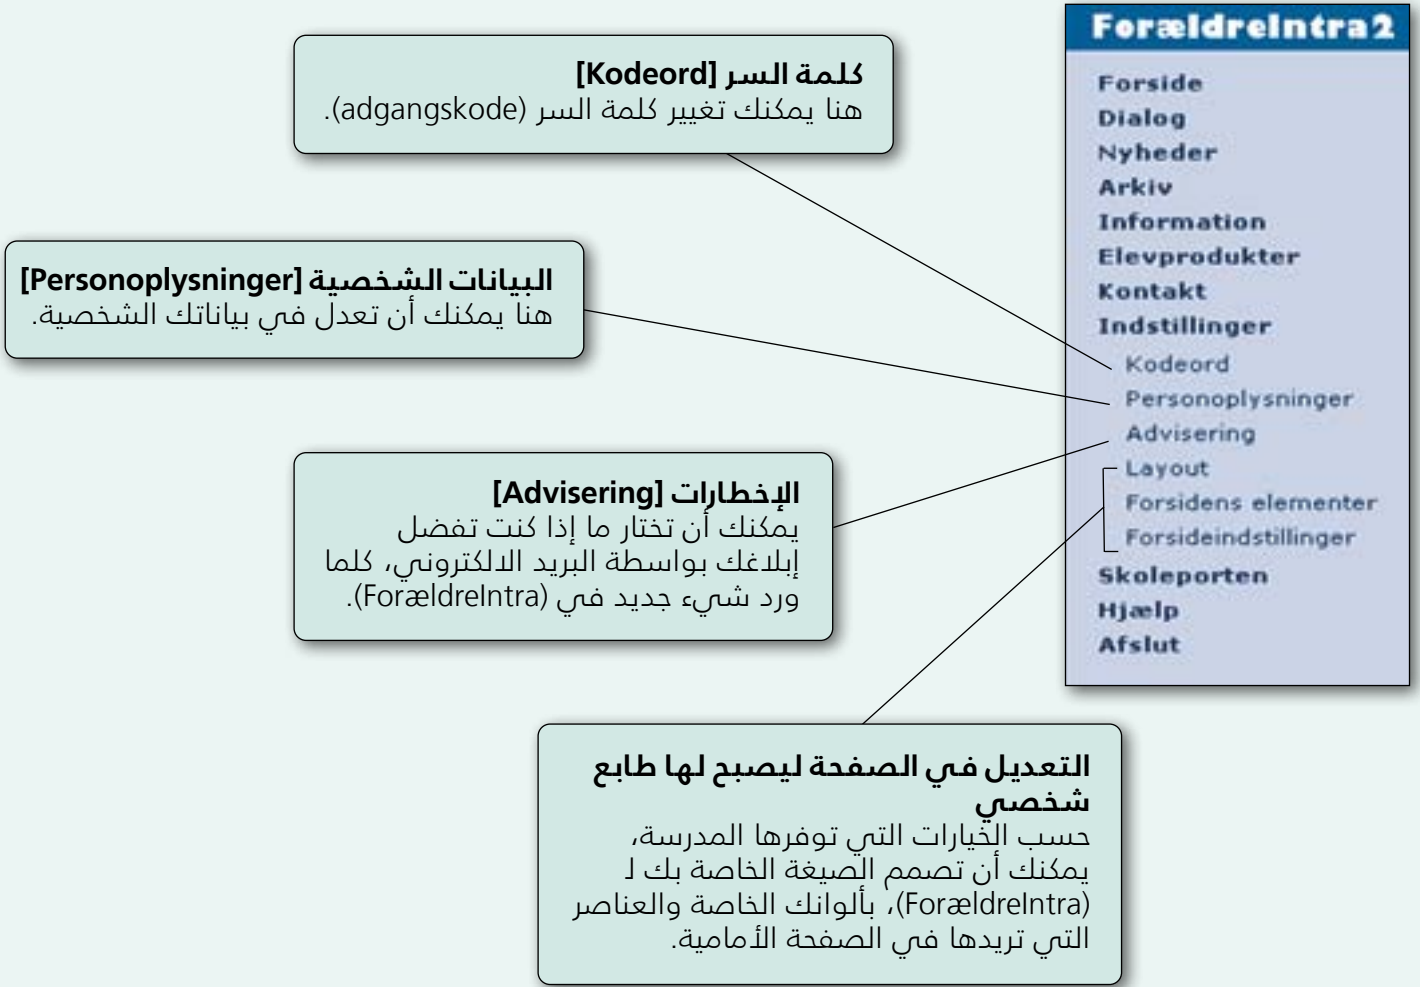 ForældreIntra2
Forside
Dialog
Nyheder
Arkiv
Information
Elevprodukter
Kontakt
Indstillinger
Kodeord
Personoplysninger
Advisering
Layout
Forsidens elementer
Forsideindstillinger
Skoleporten
Hjælp
Afslut
كلمة السر [Kodeord]
هنا يمكنك تغيير كلمة السر (adgangskode).
البيانات الشخصية [Personoplysninger]
هنا يمكنك أن تعدل في بياناتك الشخصية.
الإخطارات [Advisering]
يمكنك أن تختار ما إذا كنت تفضل
إبلاغك بواسطة البريد الالكتروني، كلما
ورد شيء جديد في (ForældreIntra).
التعديل في الصفحة ليصبح لها طابع
شخصي
حسب الخيارات التي توفرها المدرسة،
يمكنك أن تصمم الصيغة الخاصة بك لـ
(ForældreIntra)، بألوانك الخاصة والعناصر
التي تريدها في الصفحة الأمامية.